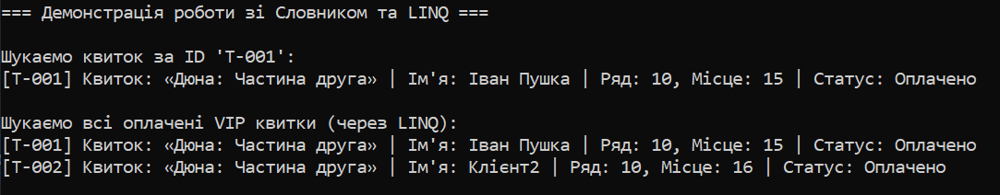 === Демонстрація роботи зі Словником та LINQ ===
Шукаємо квиток за ID 'T-001':
[T-001] Квиток: «Дюна: Частина друга» | Ім'я: Іван Пушка | Ряд: 10, Місце: 15 | Статус: Оплачено
Шукаємо всі оплачені VIP квитки (через LINQ):
[T-001] Квиток: «Дюна: Частина друга» | Ім'я: Іван Пушка | Ряд: 10, Місце: 15 | Статус: Оплачено
[T-002] Квиток: «Дюна: Частина друга» | Ім'я: Клієнт2 | Ряд: 10, Місце: 16 | Статус: Оплачено